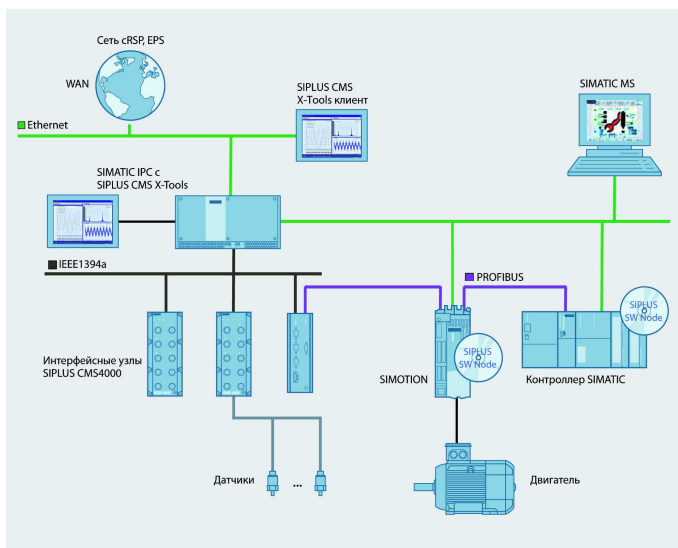 Сеть cRSP, EPS
WAN
SIPLUS CMS
X-Tools клиент
SIMATIC MS
Ethernet
SIMATIC IPC с
SIPLUS CMS X-Tools
IEEE1394a
PROFIBUS
SIPLUS
SW Node
SIPLUS
SW Node
Интерфейсные узлы
SIPLUS CMS4000
SIMOTION
Контроллер SIMATIC
Датчики
...
Двигатель